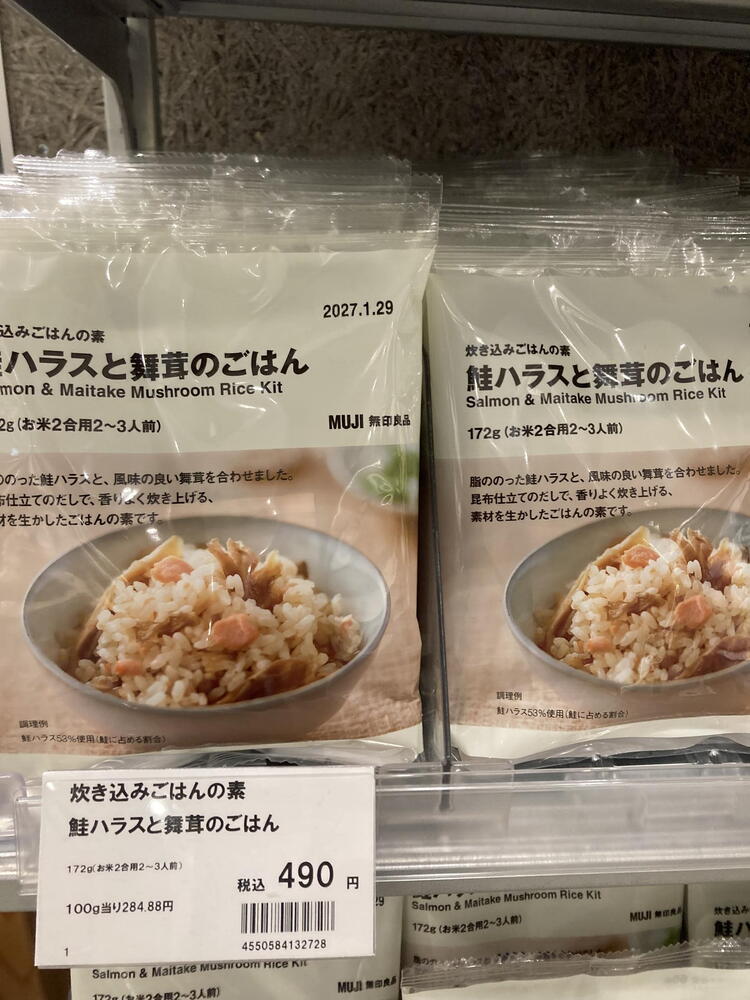 2027.1.29
込みごはんの素
ハラスと舞茸のごはん
mon & Maitake Mushroom Rice Kit
2g(お米2合用2〜3人前)
MUJI 無印良品
ののった鮭ハラスと、風味の良い舞茸を合わせました。
布仕立てのだしで、香りよく炊き上げる、
材を生かしたごはんの素です。
調理例
鮭ハラス53%使用(鮭に占める割合)
炊き込みごはんの素
鮭ハラスと舞茸のごはん
Salmon & Maitake Mushroom Rice Kit
172g(お米2合用2〜3人前)
脂ののった鮭ハラスと、風味の良い舞茸を合わせました。
昆布仕立てのだしで、香りよく炊き上げる、
素材を生かしたごはんの素です。
調理例
鮭ハラス53%使用(鮭に占める割合)
炊き込みごはんの素
鮭ハラスと舞茸のごはん
172g(お米2合用2〜3人前)
税込 490 円
100g当り284.88円
4550584132728
1
Salmon & Maitake Mushroom Rice Kit
172g(お米2合用2〜3人前)
MUJI 無印良品
Salmon & Maitake Mushroom Rice Kit
172g(お米2合用2〜3人前)
MUJI 無印良品